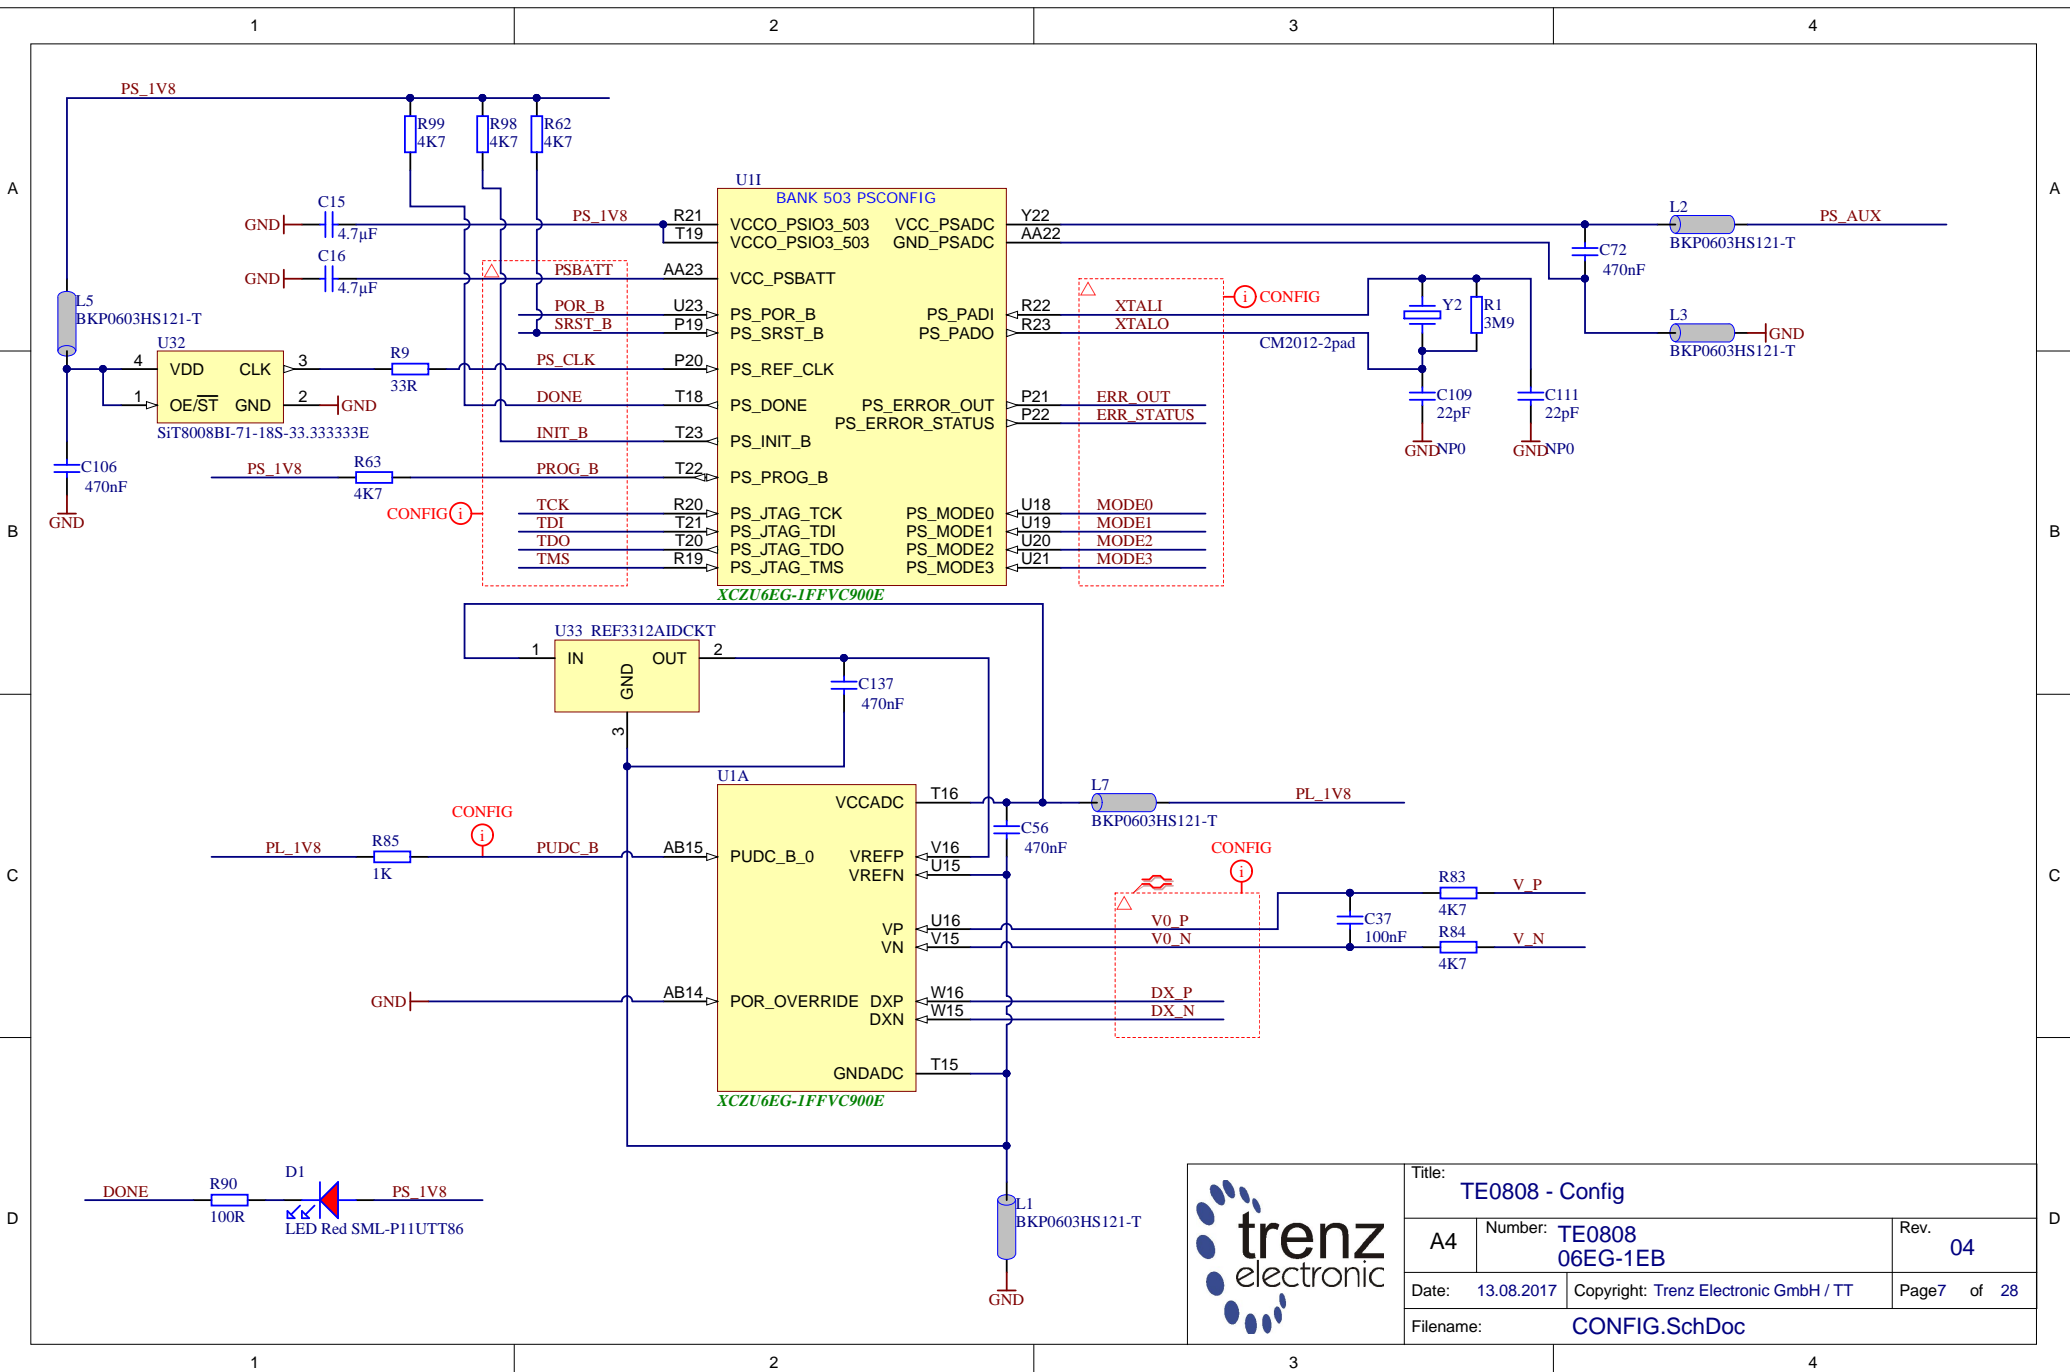 1 2 3 4
A A
B B
C C
D D
PS_1V8
R99 4K7
R98 4K7
R62 4K7
U1I
BANK 503 PSCONFIG
C15 4.7µF
GND
PS_1V8
R21 VCCO_PSIO3_503
T19 VCCO_PSIO3_503
VCC_PSADC Y22
GND_PSADC AA22
L2
BKP0603HS121-T
PS_AUX
C72
470nF
C16 4.7µF
GND
PSBATT
AA23 VCC_PSBATT
POR_B U23 PS_POR_B
SRST_B P19 PS_SRST_B
PS_PADI R22 XTALI
PS_PADO R23 XTALO
CONFIG
i
Y2
R1
3M9
CM2012-2pad
L3
BKP0603HS121-T
GND
L5
BKP0603HS121-T
U32
4 VDD CLK 3
1 OE/ST GND 2
GND
SiT8008BI-71-18S-33.333333E
R9
33R
PS_CLK P20 PS_REF_CLK
DONE T18 PS_DONE
PS_ERROR_OUT P21 ERR_OUT
PS_ERROR_STATUS P22 ERR_STATUS
C109
22pF
GND NP0
C111
22pF
GND NP0
INIT_B T23 PS_INIT_B
C106
470nF
GND
PS_1V8
R63
4K7
PROG_B T22 PS_PROG_B
CONFIG i
TCK R20 PS_JTAG_TCK
TDI T21 PS_JTAG_TDI
TDO T20 PS_JTAG_TDO
TMS R19 PS_JTAG_TMS
PS_MODE0 U18 MODE0
PS_MODE1 U19 MODE1
PS_MODE2 U20 MODE2
PS_MODE3 U21 MODE3
XCZU6EG-1FFVC900E
U33 REF3312AIDCKT
1 IN OUT 2
GND
3
C137
470nF
U1A
VCCADC T16
L7
BKP0603HS121-T
PL_1V8
C56
470nF
CONFIG
i
PL_1V8
R85
1K
PUDC_B AB15 PUDC_B_0
VREFP V16
VREFN U15
CONFIG
i
VP U16 V0_P
VN V15 V0_N
C37
100nF
R83
4K7
V_P
R84
4K7
V_N
GND
AB14 POR_OVERRIDE
DXP W16 DX_P
DXN W15 DX_N
GNDADC T15
XCZU6EG-1FFVC900E
DONE
R90
100R
D1
PS_1V8
LED Red SML-P11UTT86
L1
BKP0603HS121-T
GND
trenz
electronic
Title:
TE0808 - Config
A4
Number: TE0808
06EG-1EB
Rev.
04
Date: 13.08.2017
Copyright: Trenz Electronic GmbH / TT
Page7 of 28
Filename: CONFIG.SchDoc
1 2 3 4